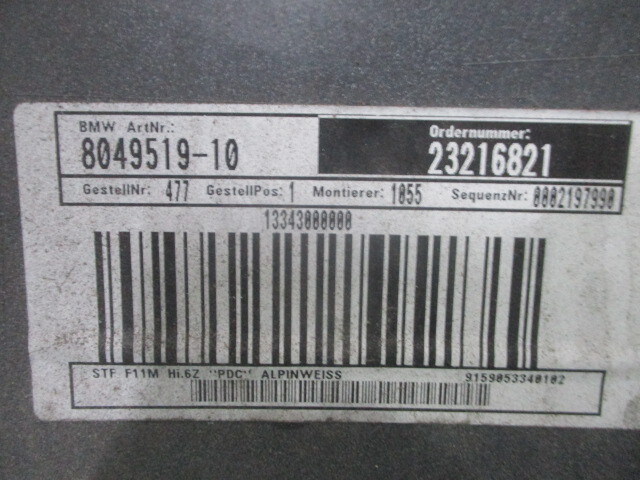 BMW ArtNr.:
8049519-10
Ordernummer:
23216821
GestellNr: 477 GestellPos: 1 Montierer: 1055 SequenzNr: 0002197990
13343000000
STF F11M Hi.6Z "PDC" ALPINWEISS 9159053340102